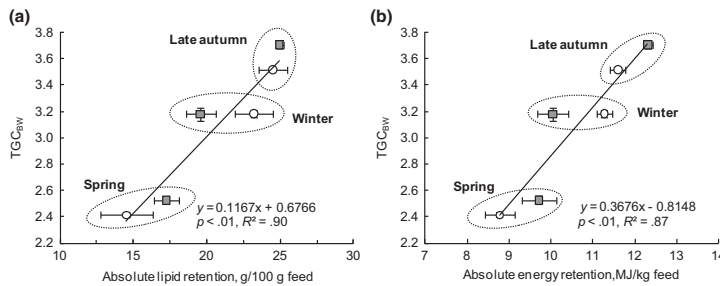 (a)
3.8
3.6
3.4
3.2
3.0
2.8
2.6
2.4
2.2
TGCBW
Late autumn
Winter
Spring
y = 0.1167x + 0.6766
p < .01, R² = .90
10 15 20 25 30
Absolute lipid retention, g/100 g feed
(b)
3.8
3.6
3.4
3.2
3.0
2.8
2.6
2.4
2.2
TGCBW
Late autumn
Winter
Spring
y = 0.3676x - 0.8148
p < .01, R² = .87
7 8 9 10 11 12 13 14
Absolute energy retention,MJ/kg feed